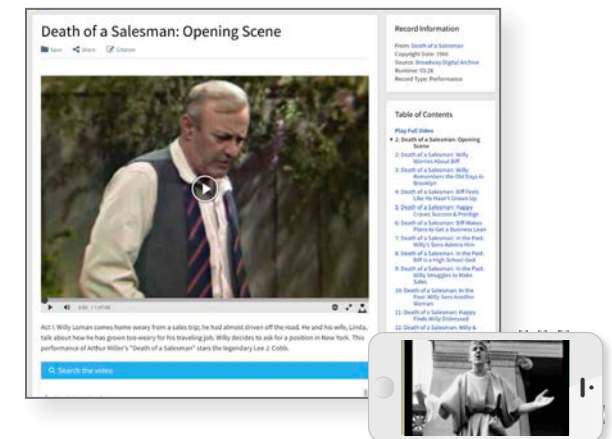 Death of a Salesman: Opening Scene
Save Share Citation
Act I: Willy Loman comes home weary from a sales trip; he had almost driven off the road. He and his wife, Linda,
talk about how he has grown too weary for his traveling job. Willy decides to ask for a position in New York. This
performance of Arthur Miller's "Death of a Salesman" stars the legendary Lee J. Cobb.
Search the video
Record Information
From: Death of a Salesman
Copyright Date: 1966
Source: Broadway Digital Archive
Runtime: 03:28
Record Type: Performance
Table of Contents
Play Full Video
1: Death of a Salesman: Opening
Scene
2: Death of a Salesman: Willy
Worries About Biff
3: Death of a Salesman: Willy
Remembers the Old Days in
Brooklyn
4: Death of a Salesman: Biff Feels
Like He Hasn't Grown Up
5: Death of a Salesman: Happy
Craves Success & Prestige
6: Death of a Salesman: Biff Makes
Plans to Get a Business Loan
7: Death of a Salesman: In the Past:
Willy's Sons Admire Him
8: Death of a Salesman: In the Past:
Biff Is a High School God
9: Death of a Salesman: In the Past:
Willy Struggles to Make
Sales
10: Death of a Salesman: In the
Past: Willy Sons Another
Woman
11: Death of a Salesman: Happy
Finds Willy Distressed
12: Death of a Salesman: Willy &